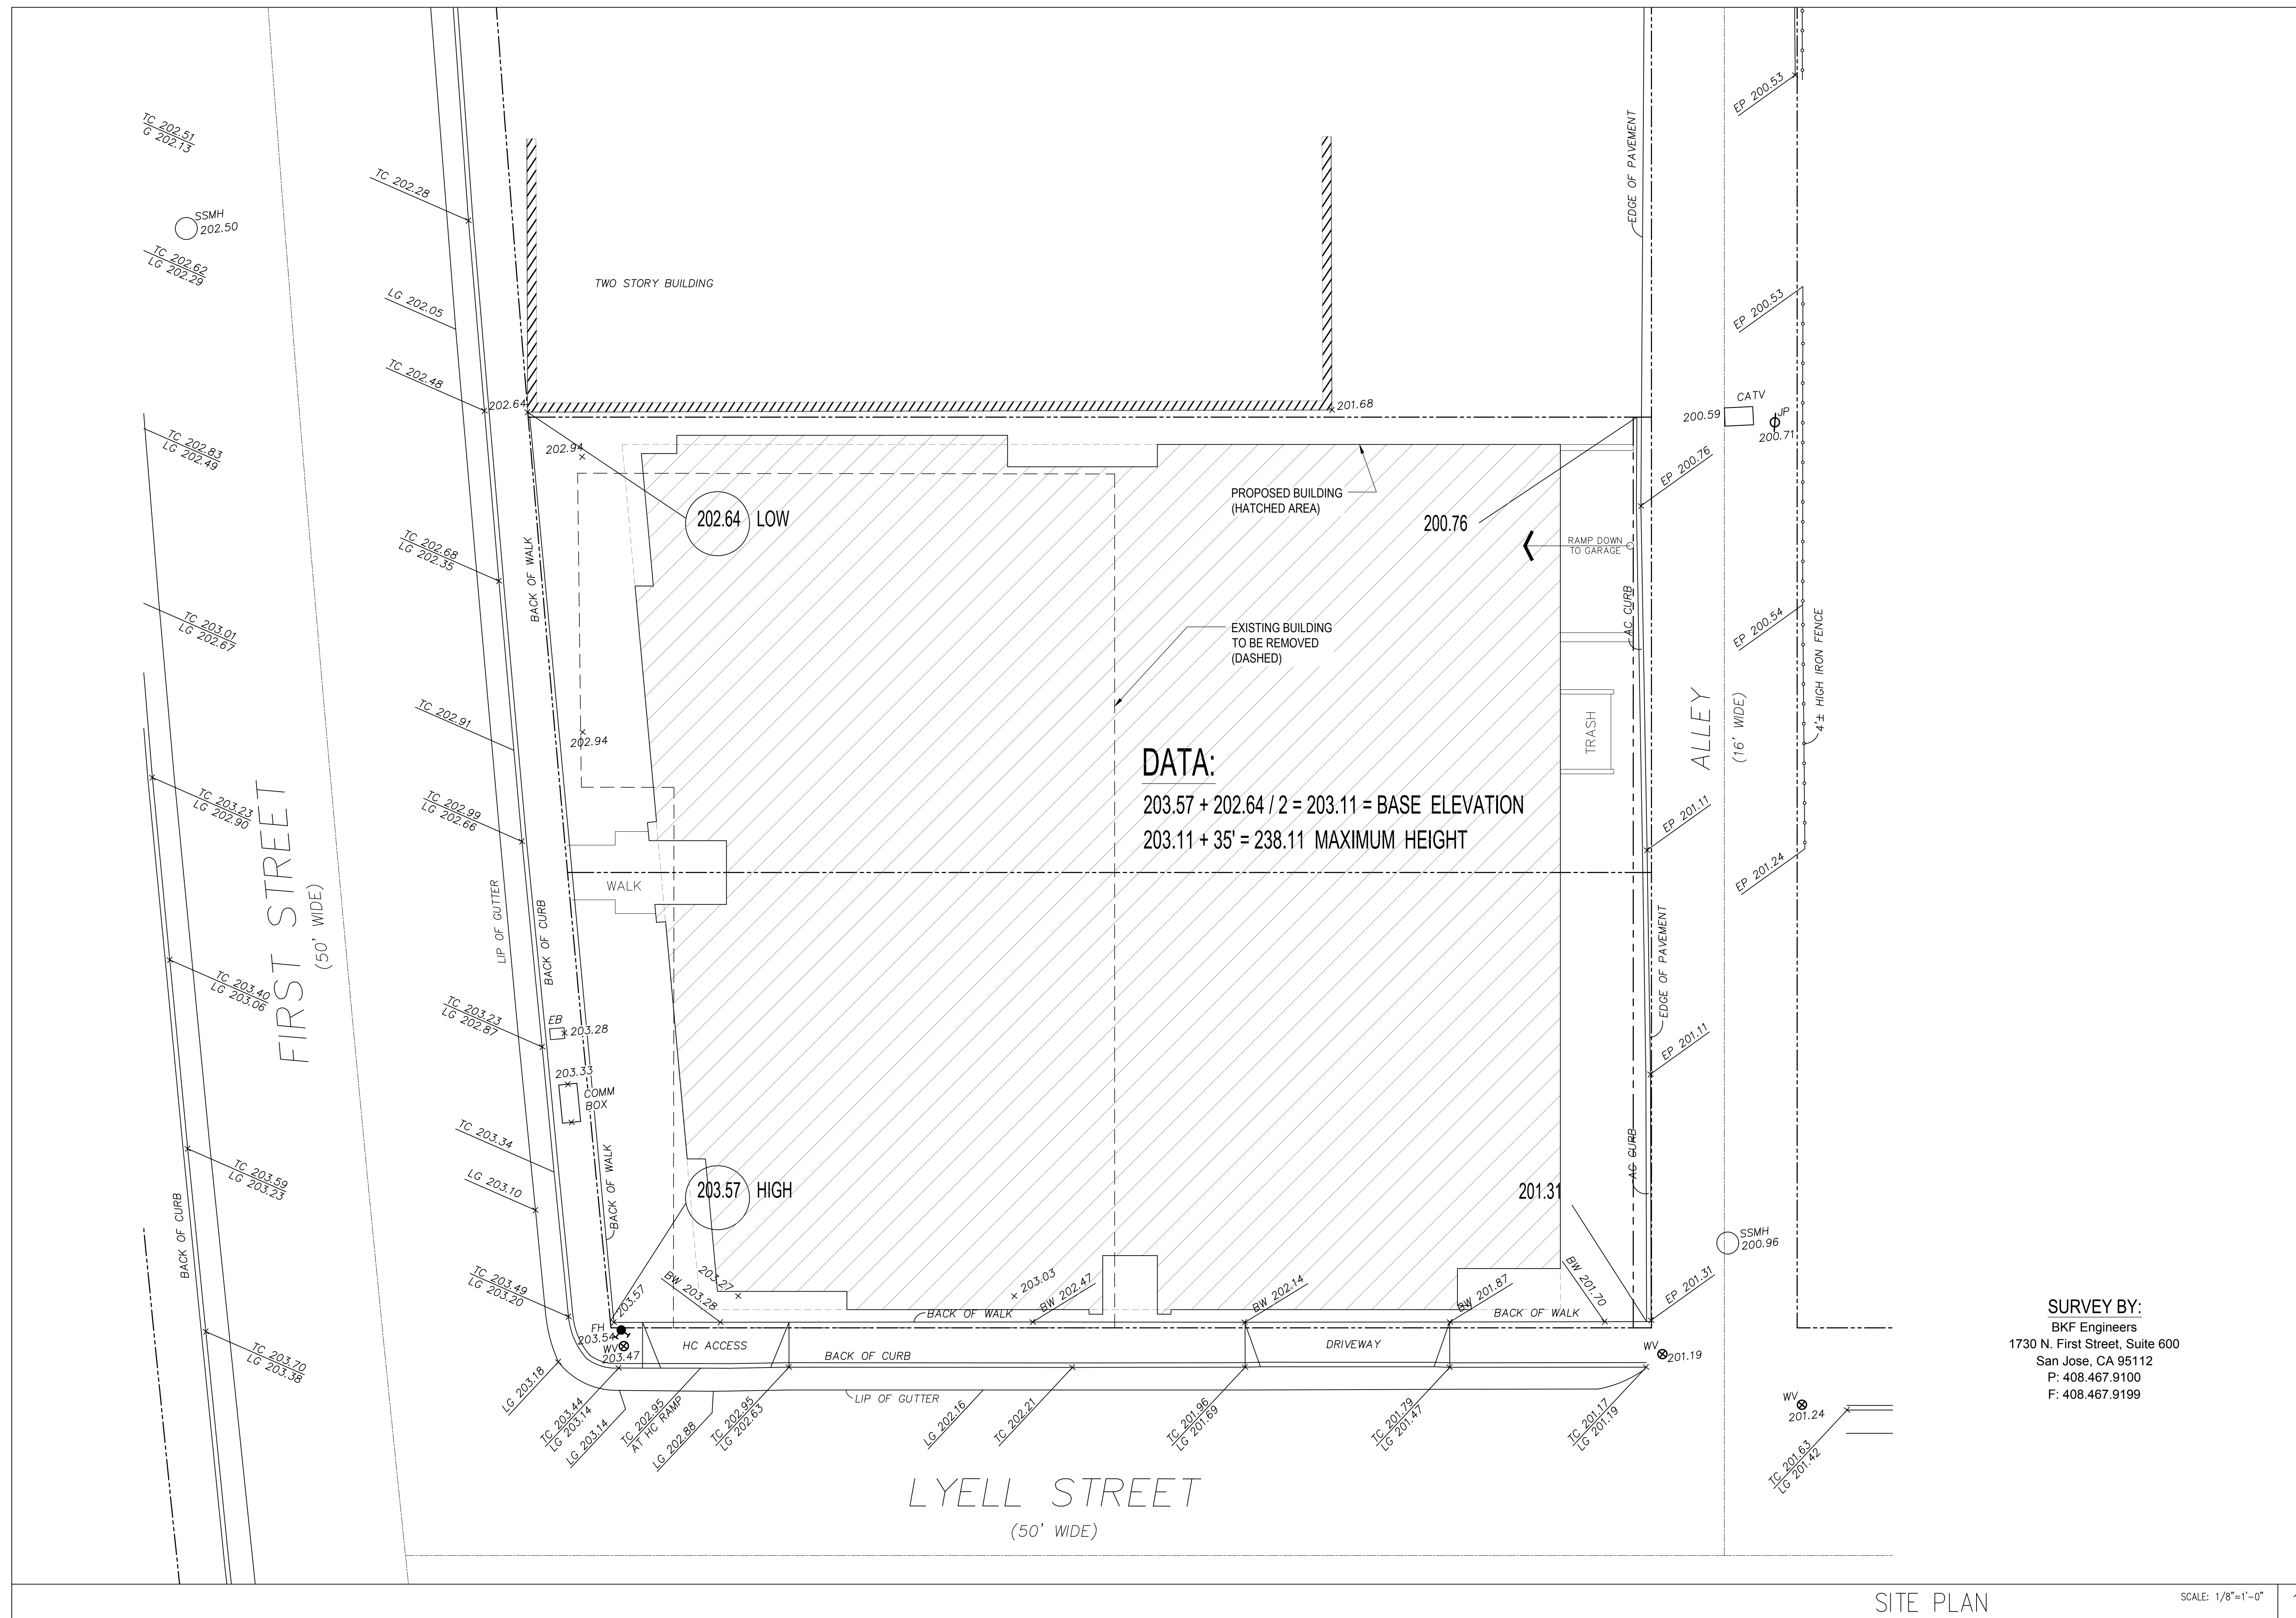 TC 202.51
G 202.13
SSMH
202.50
TC 202.62
LG 202.29
TC 202.83
LG 202.49
TC 203.01
LG 202.67
TC 203.23
LG 202.90
TC 203.40
LG 203.06
TC 203.59
LG 203.23
TC 203.70
LG 203.38
BACK OF CURB
FIRST STREET
(50' WIDE)
TC 202.28
LG 202.05
TC 202.48
202.64
TC 202.68
LG 202.35
TC 202.91
TC 202.99
LG 202.66
LIP OF GUTTER
BACK OF CURB
TC 203.23
LG 202.87
EB
203.28
203.33
COMM
BOX
TC 203.34
LG 203.10
TC 203.49
LG 203.20
BACK OF WALK
BACK OF WALK
TWO STORY BUILDING
201.68
202.94
202.94
202.64 LOW
PROPOSED BUILDING
(HATCHED AREA)
200.76
RAMP DOWN
TO GARAGE
EXISTING BUILDING
TO BE REMOVED
(DASHED)
TRASH
DATA:
203.57 + 202.64 / 2 = 203.11 = BASE ELEVATION
203.11 + 35' = 238.11 MAXIMUM HEIGHT
WALK
203.57 HIGH
201.31
203.57
BW 203.28
203.27
203.03
BW 202.47
BW 202.14
BW 201.87
BW 201.70
BACK OF WALK
BACK OF WALK
FH
203.54
WV
203.47
HC ACCESS
BACK OF CURB
DRIVEWAY
LIP OF GUTTER
WV
201.19
LG 203.18
TC 203.44
LG 203.14
LG 203.14
TC 202.95
AT HC RAMP
LG 202.88
TC 202.95
LG 202.63
LG 202.16
TC 202.21
TC 201.96
LG 201.69
TC 201.79
LG 201.47
TC 201.17
LG 201.19
LYELL STREET
(50' WIDE)
EDGE OF PAVEMENT
EP 200.53
EP 200.53
CATV
200.59
JP
200.71
EP 200.76
AC CURB
EP 200.54
4'± HIGH IRON FENCE
ALLEY
(16' WIDE)
EP 201.11
EP 201.24
EDGE OF PAVEMENT
EP 201.11
AC CURB
SSMH
200.96
EP 201.31
WV
201.24
TC 201.63
LG 201.42
SURVEY BY:
BKF Engineers
1730 N. First Street, Suite 600
San Jose, CA 95112
P: 408.467.9100
F: 408.467.9199
SITE PLAN
SCALE: 1/8"=1'-0"